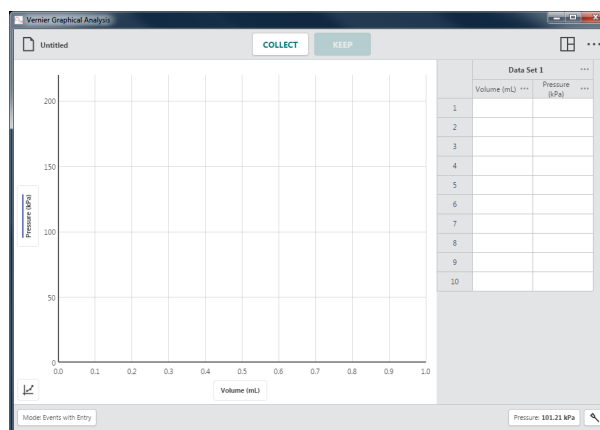 Vernier Graphical Analysis
Untitled
COLLECT
KEEP
Data Set 1
Volume (mL)
Pressure (kPa)
1
2
3
4
5
6
7
8
9
10
Pressure (kPa)
200
150
100
50
0
0.0 0.1 0.2 0.3 0.4 0.5 0.6 0.7 0.8 0.9 1.0
Volume (mL)
Mode: Events with Entry
Pressure: 101.21 kPa